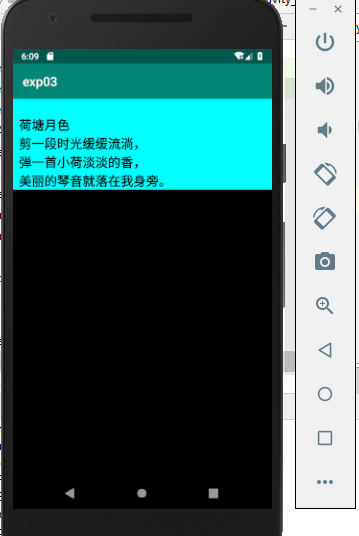 6:09
exp03
荷塘月色
剪一段时光缓缓流淌，
弹一首小荷淡淡的香，
美丽的琴音就落在我身旁。